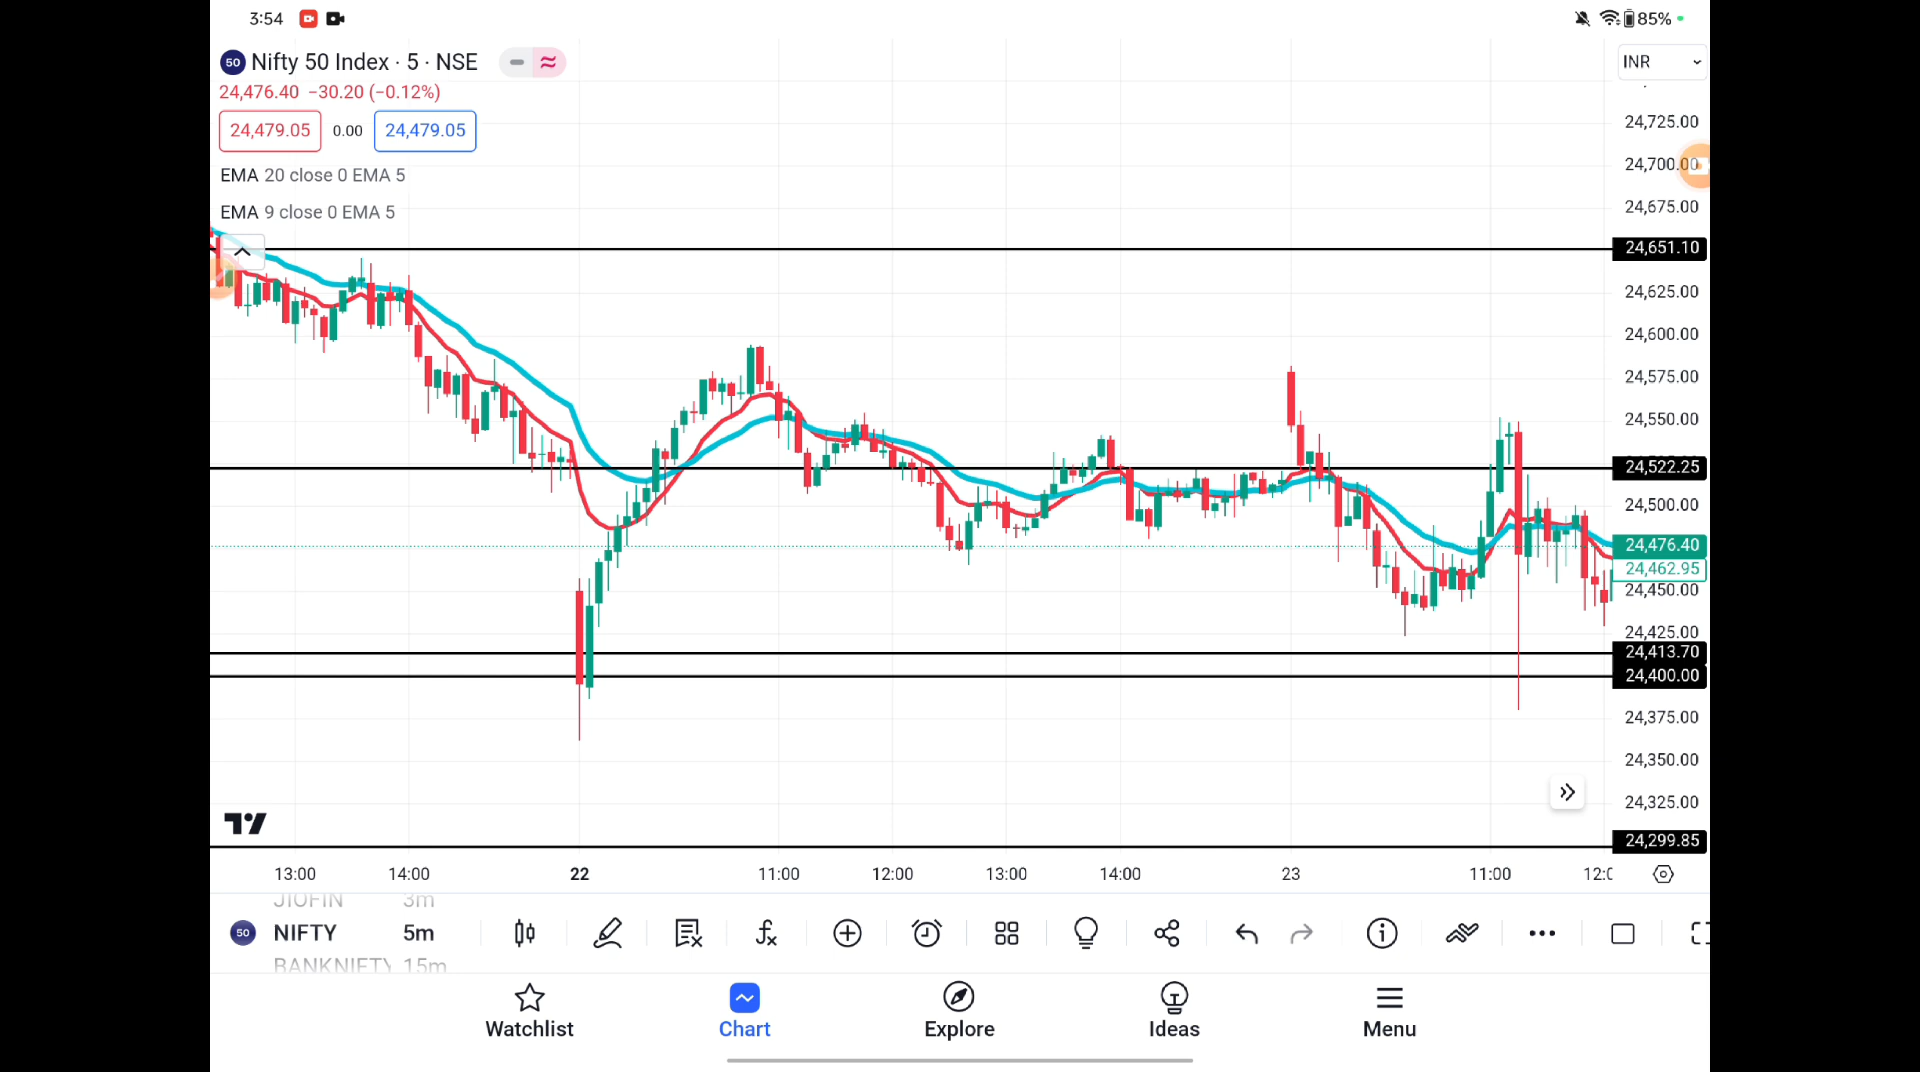 3:54
85%
50 Nifty 50 Index · 5 · NSE
INR
24,476.40 −30.20 (−0.12%)
24,479.05 0.00 24,479.05
EMA 20 close 0 EMA 5
EMA 9 close 0 EMA 5
24,725.00
24,700.00
24,675.00
24,651.10
24,625.00
24,600.00
24,575.00
24,550.00
24,522.25
24,500.00
24,476.40
24,462.95
24,450.00
24,425.00
24,413.70
24,400.00
24,375.00
24,350.00
24,325.00
24,299.85
13:00 14:00 22 11:00 12:00 13:00 14:00 23 11:00
JIOFIN 3m
50 NIFTY 5m
BANKNIFTY 15m
Watchlist Chart Explore Ideas Menu